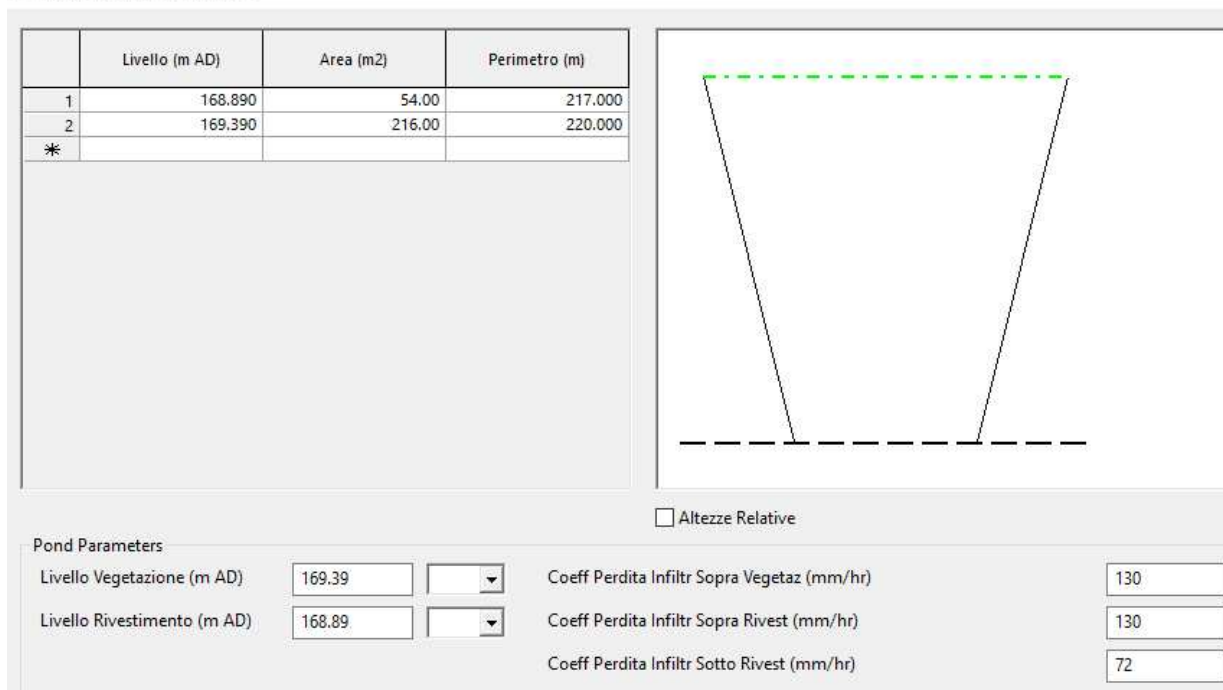 Livello (m AD) Area (m2) Perimetro (m)
1 168.890 54.00 217.000
2 169.390 216.00 220.000
Altezze Relative
Pond Parameters
Livello Vegetazione (m AD) 169.39 Coeff Perdita Infiltr Sopra Vegetaz (mm/hr) 130
Livello Rivestimento (m AD) 168.89 Coeff Perdita Infiltr Sopra Rivest (mm/hr) 130
Coeff Perdita Infiltr Sotto Rivest (mm/hr) 72